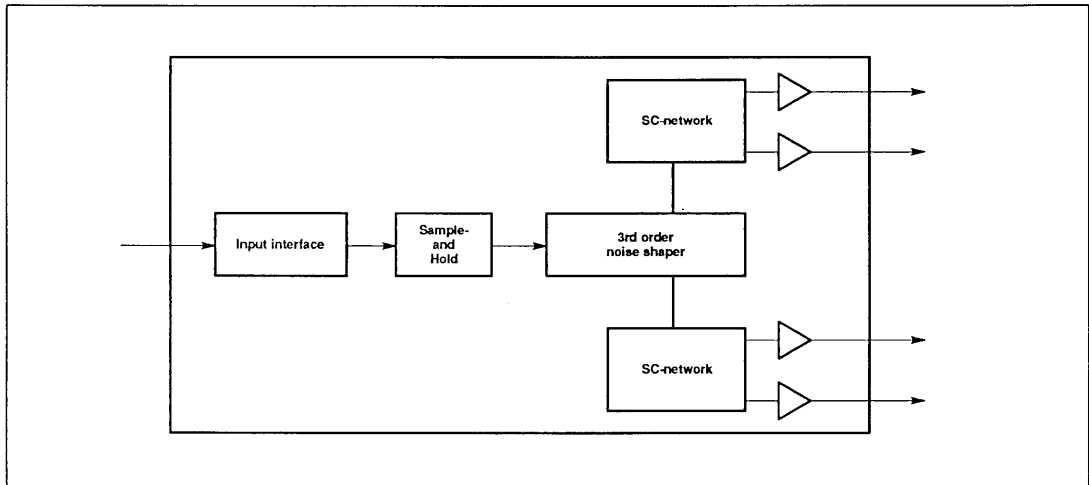 SC-network
Input interface
Sample-
and
Hold
3rd order
noise shaper
SC-network